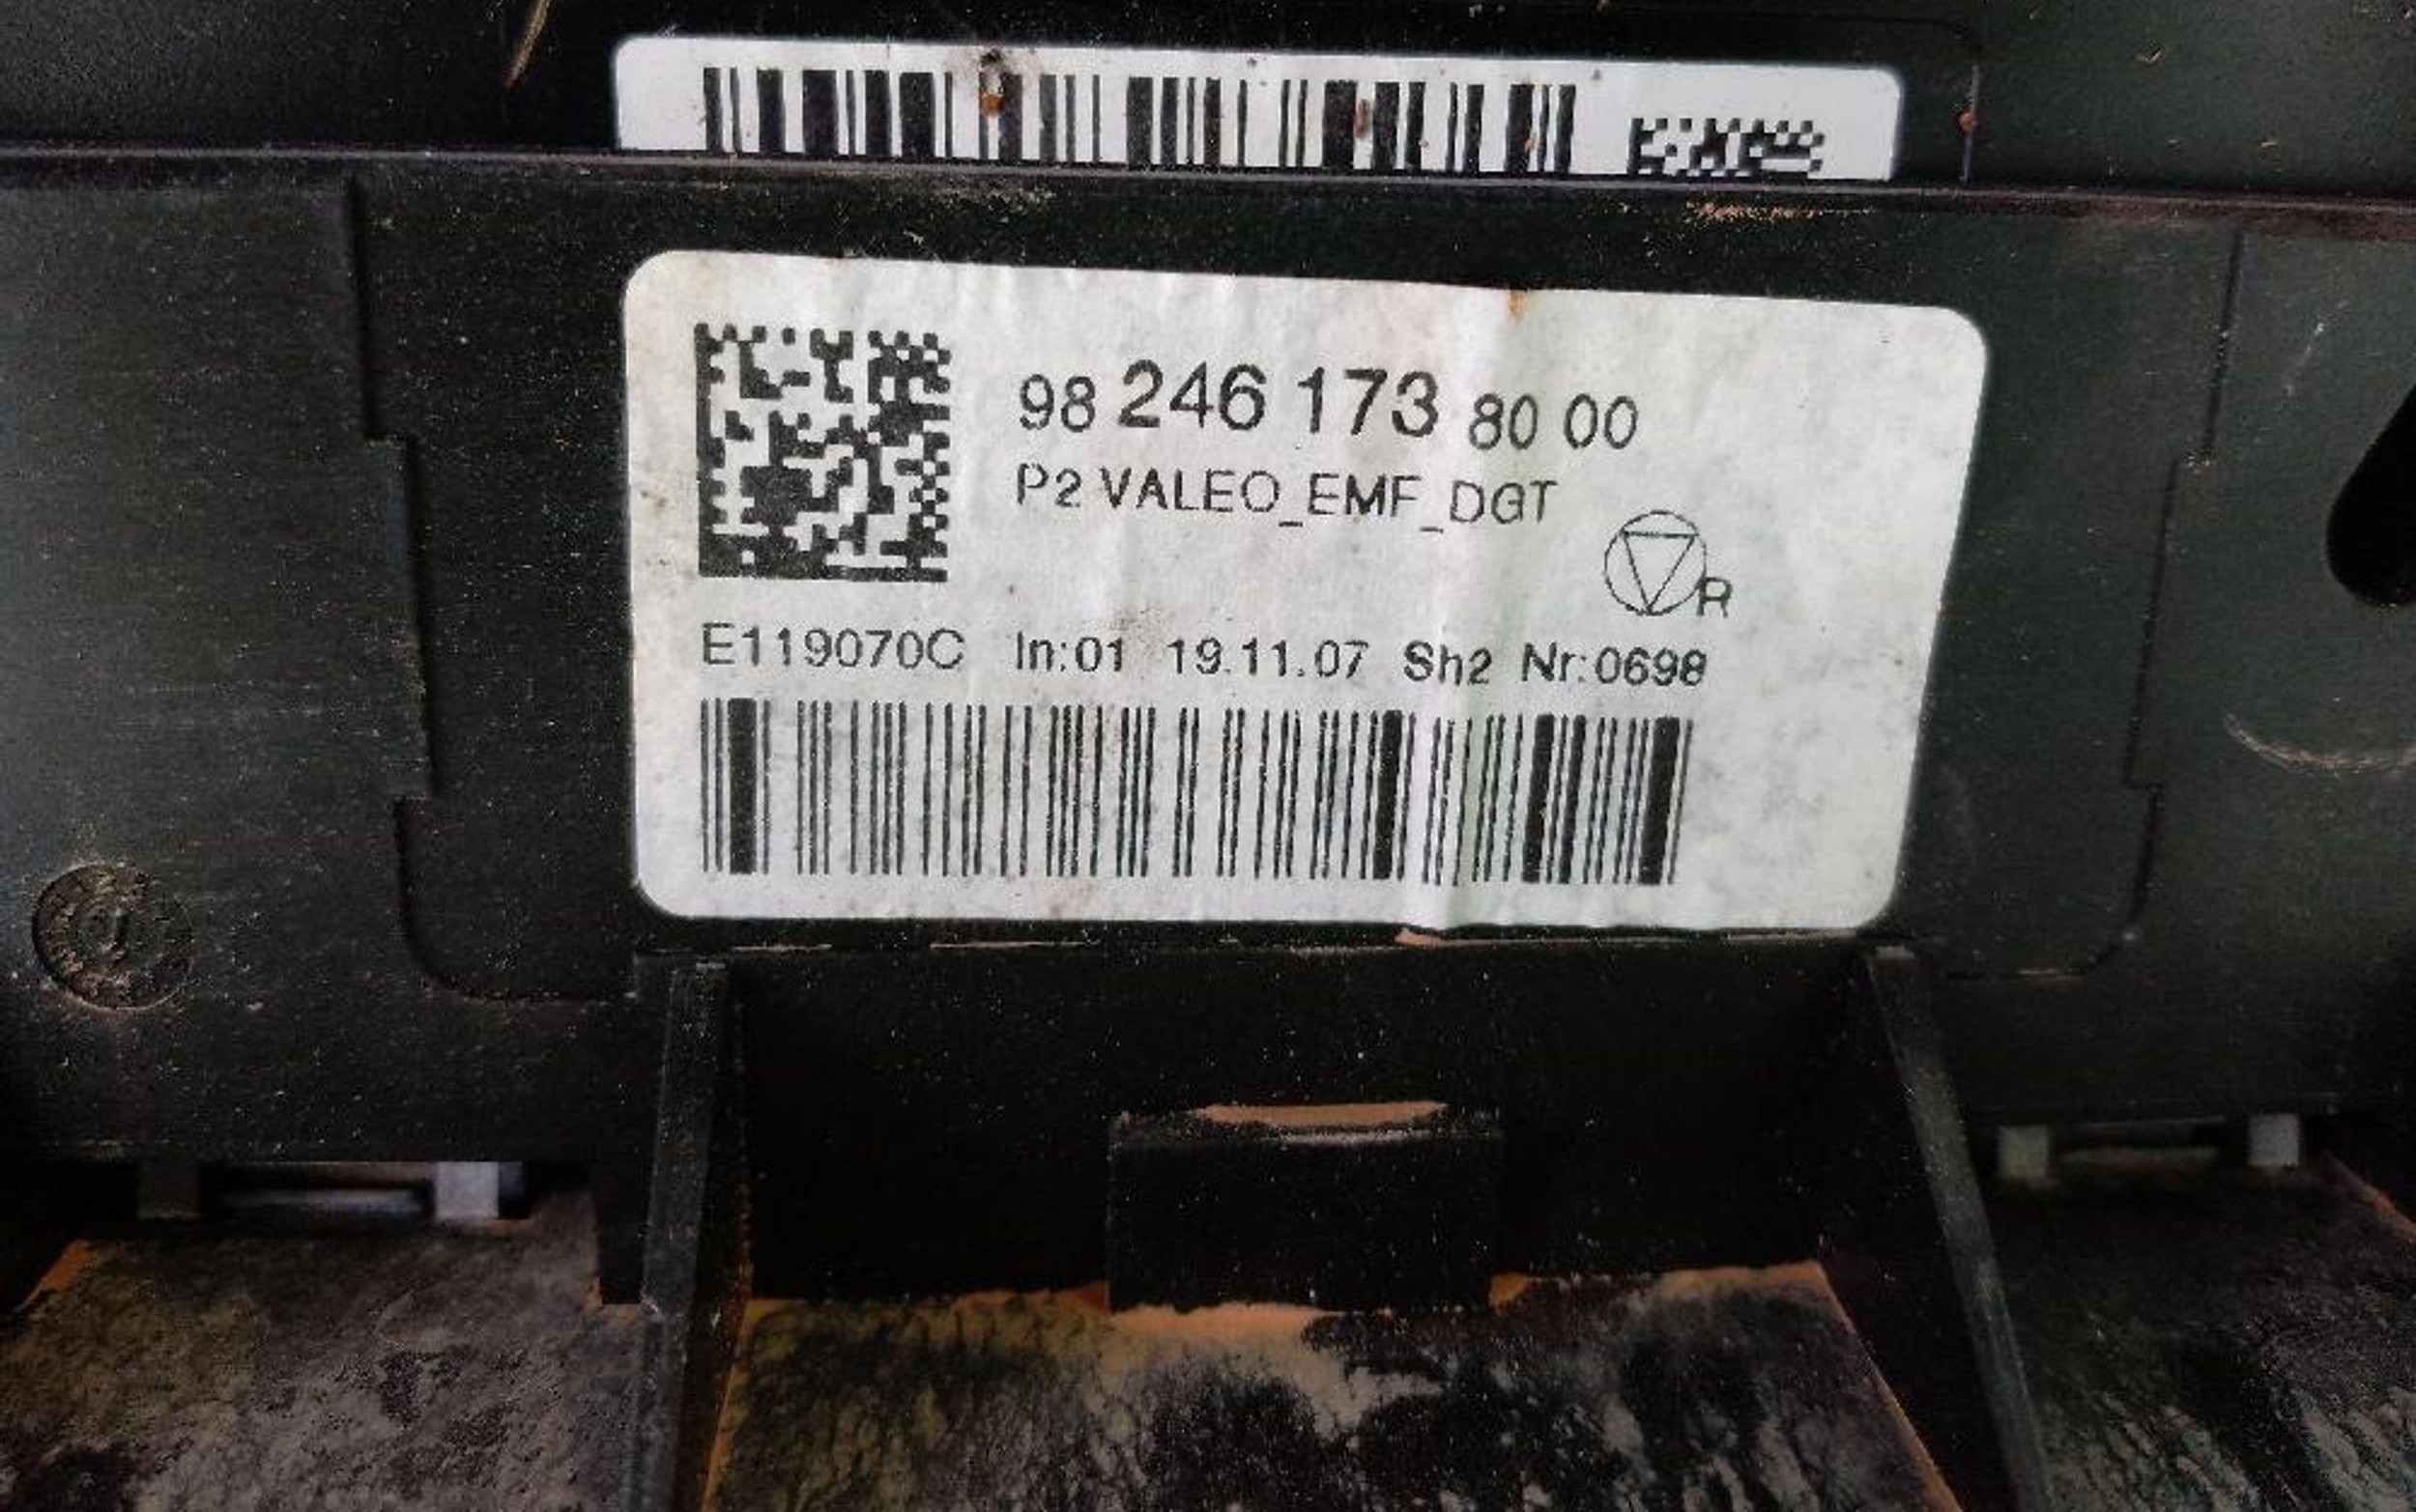 98 246 173 80 00
P2 VALEO_EMF_DGT
R
E119070C In:01 19.11.07 Sh2 Nr:0698